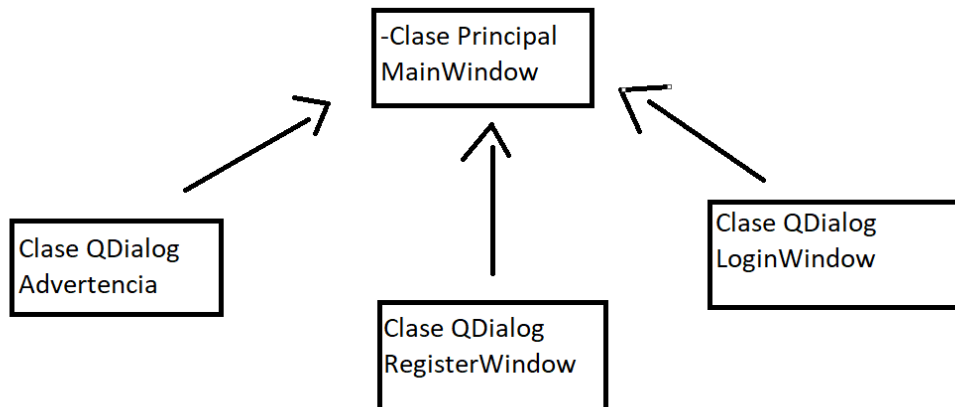 -Clase Principal
MainWindow
Clase QDialog
Advertencia
Clase QDialog
RegisterWindow
Clase QDialog
LoginWindow